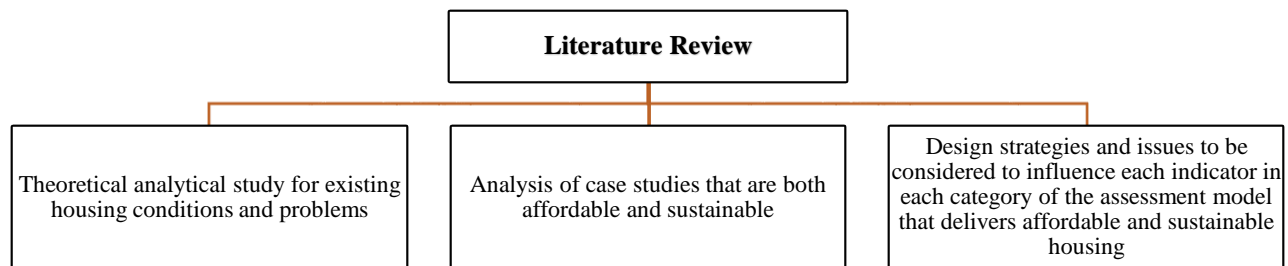 Literature Review
Theoretical analytical study for existing
housing conditions and problems
Analysis of case studies that are both
affordable and sustainable
Design strategies and issues to be
considered to influence each indicator in
each category of the assessment model
that delivers affordable and sustainable
housing